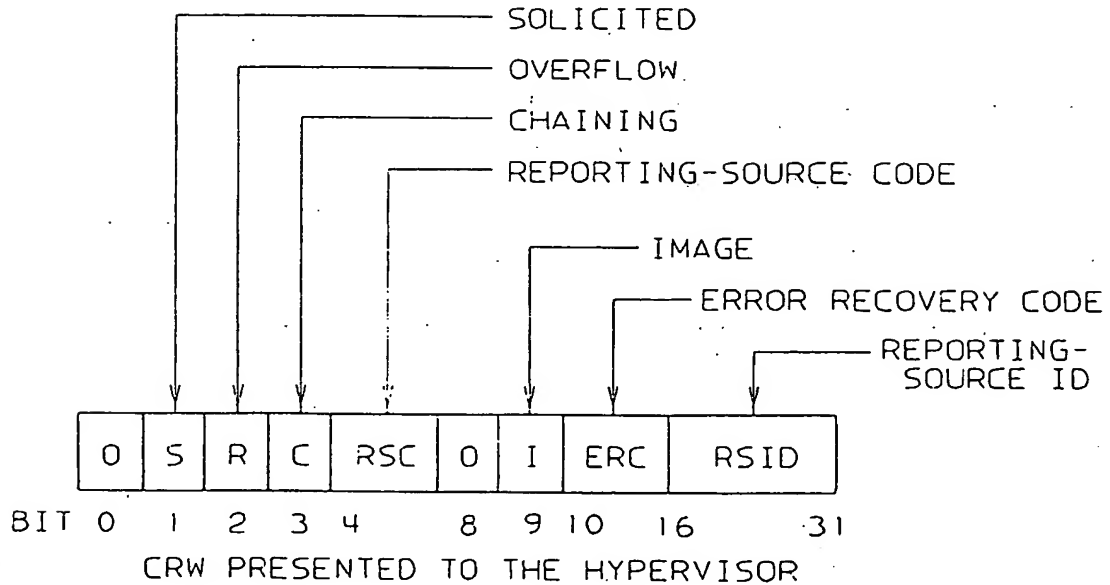 SOLICITED
OVERFLOW
CHAINING
REPORTING-SOURCE CODE
IMAGE
ERROR RECOVERY CODE
REPORTING-
SOURCE ID
0 S R C RSC 0 I ERC RSID
BIT 0 1 2 3 4 8 9 10 16 31
CRW PRESENTED TO THE HYPERVISOR